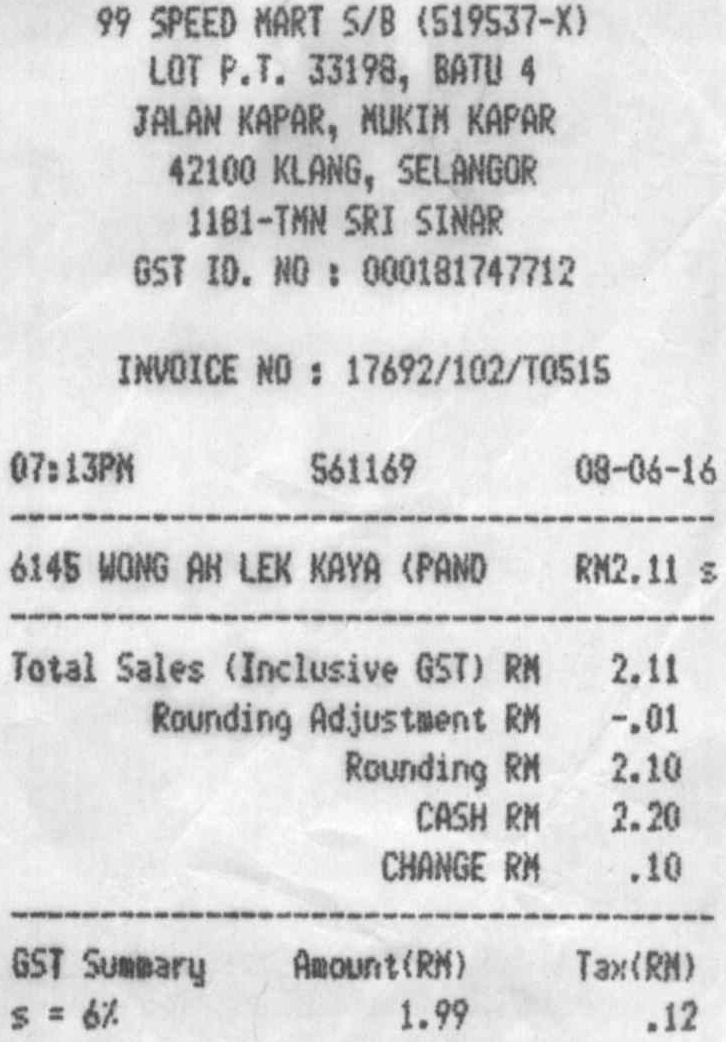 99 SPEED MART S/B (519537-X)
LOT P.T. 33198, BATU 4
JALAN KAPAR, MUKIM KAPAR
42100 KLANG, SELANGOR
1181-TMN SRI SINAR
GST ID. NO : 000181747712
INVOICE NO : 17692/102/T0515
07:13PM 561169 08-06-16
6145 WONG AH LEK KAYA (PAND RM2.11 s
Total Sales (Inclusive GST) RM 2.11
Rounding Adjustment RM -.01
Rounding RM 2.10
CASH RM 2.20
CHANGE RM .10
GST Summary Amount(RM) Tax(RM)
s = 6% 1.99 .12